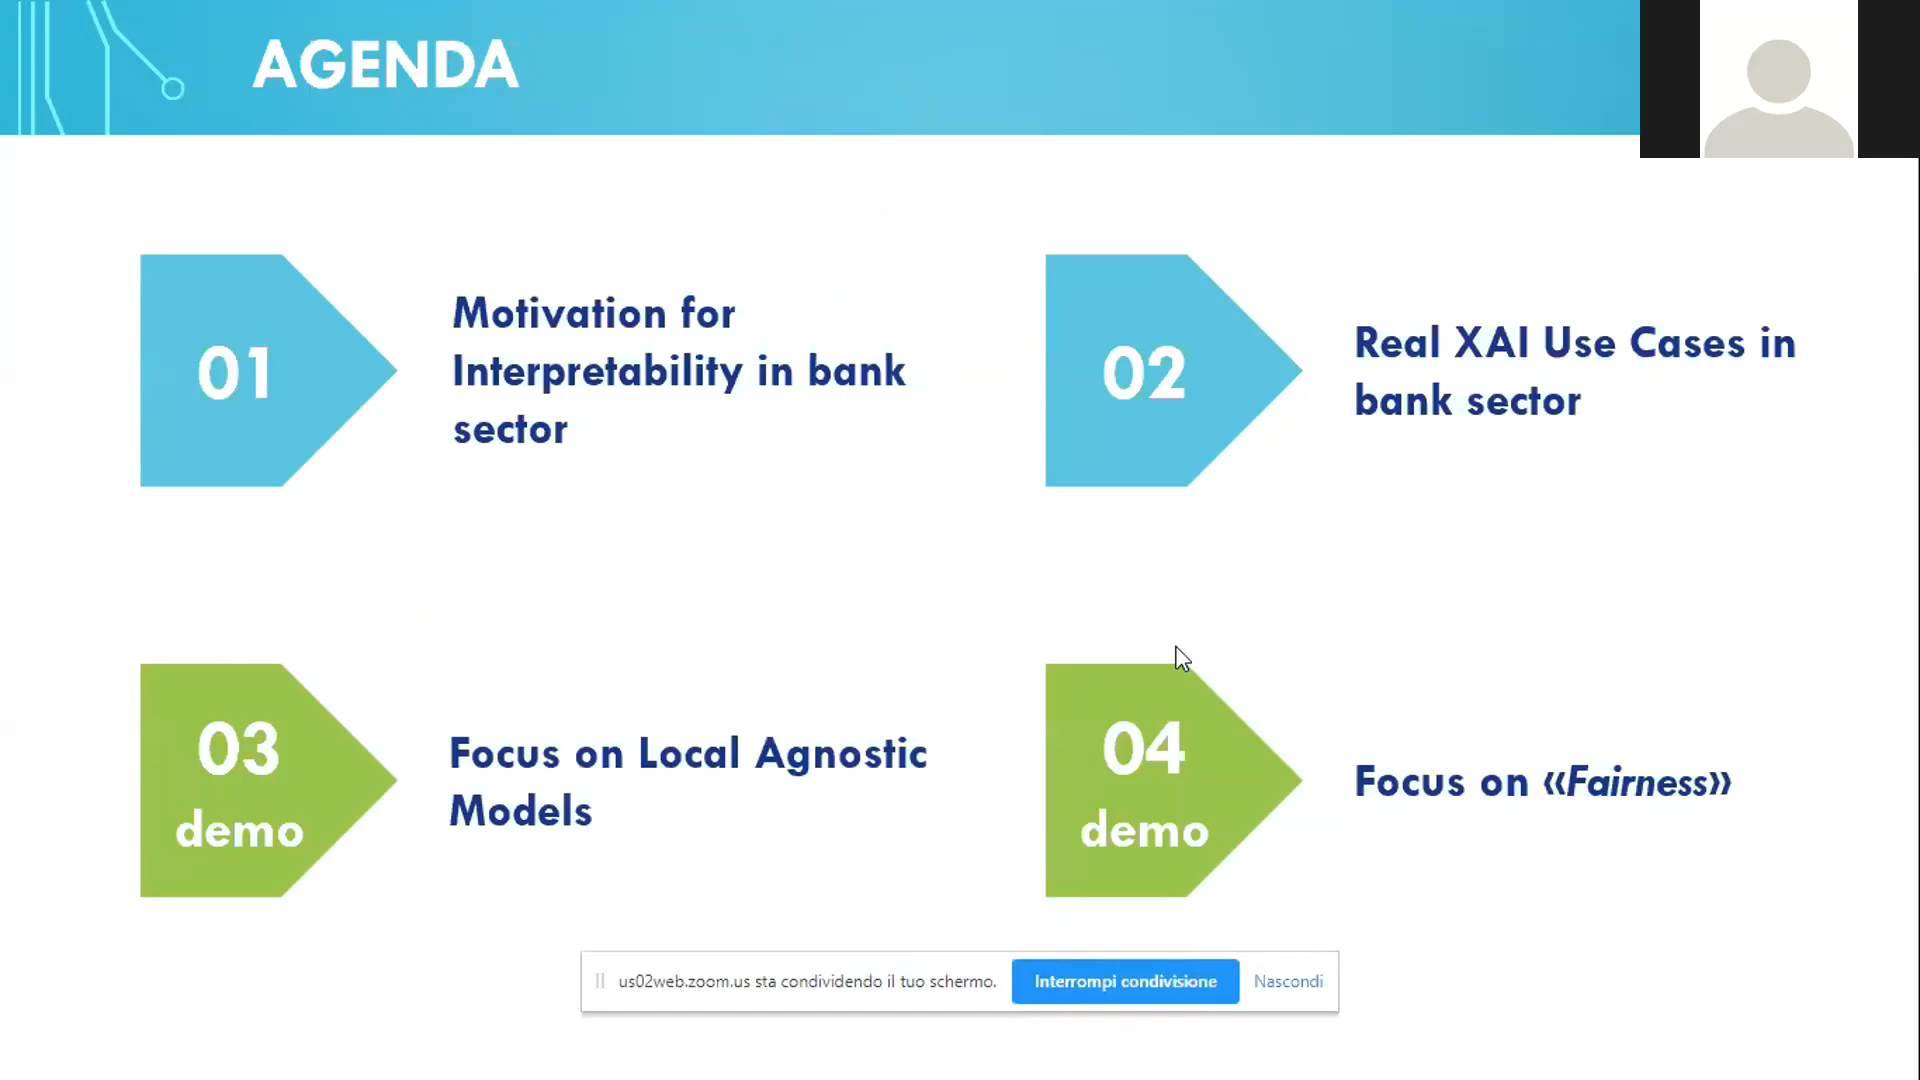 AGENDA
01
Motivation for
Interpretability in bank
sector
02
Real XAI Use Cases in
bank sector
03
demo
Focus on Local Agnostic
Models
04
demo
Focus on «Fairness»
us02web.zoom.us sta condividendo il tuo schermo.
Interrompi condivisione
Nascondi